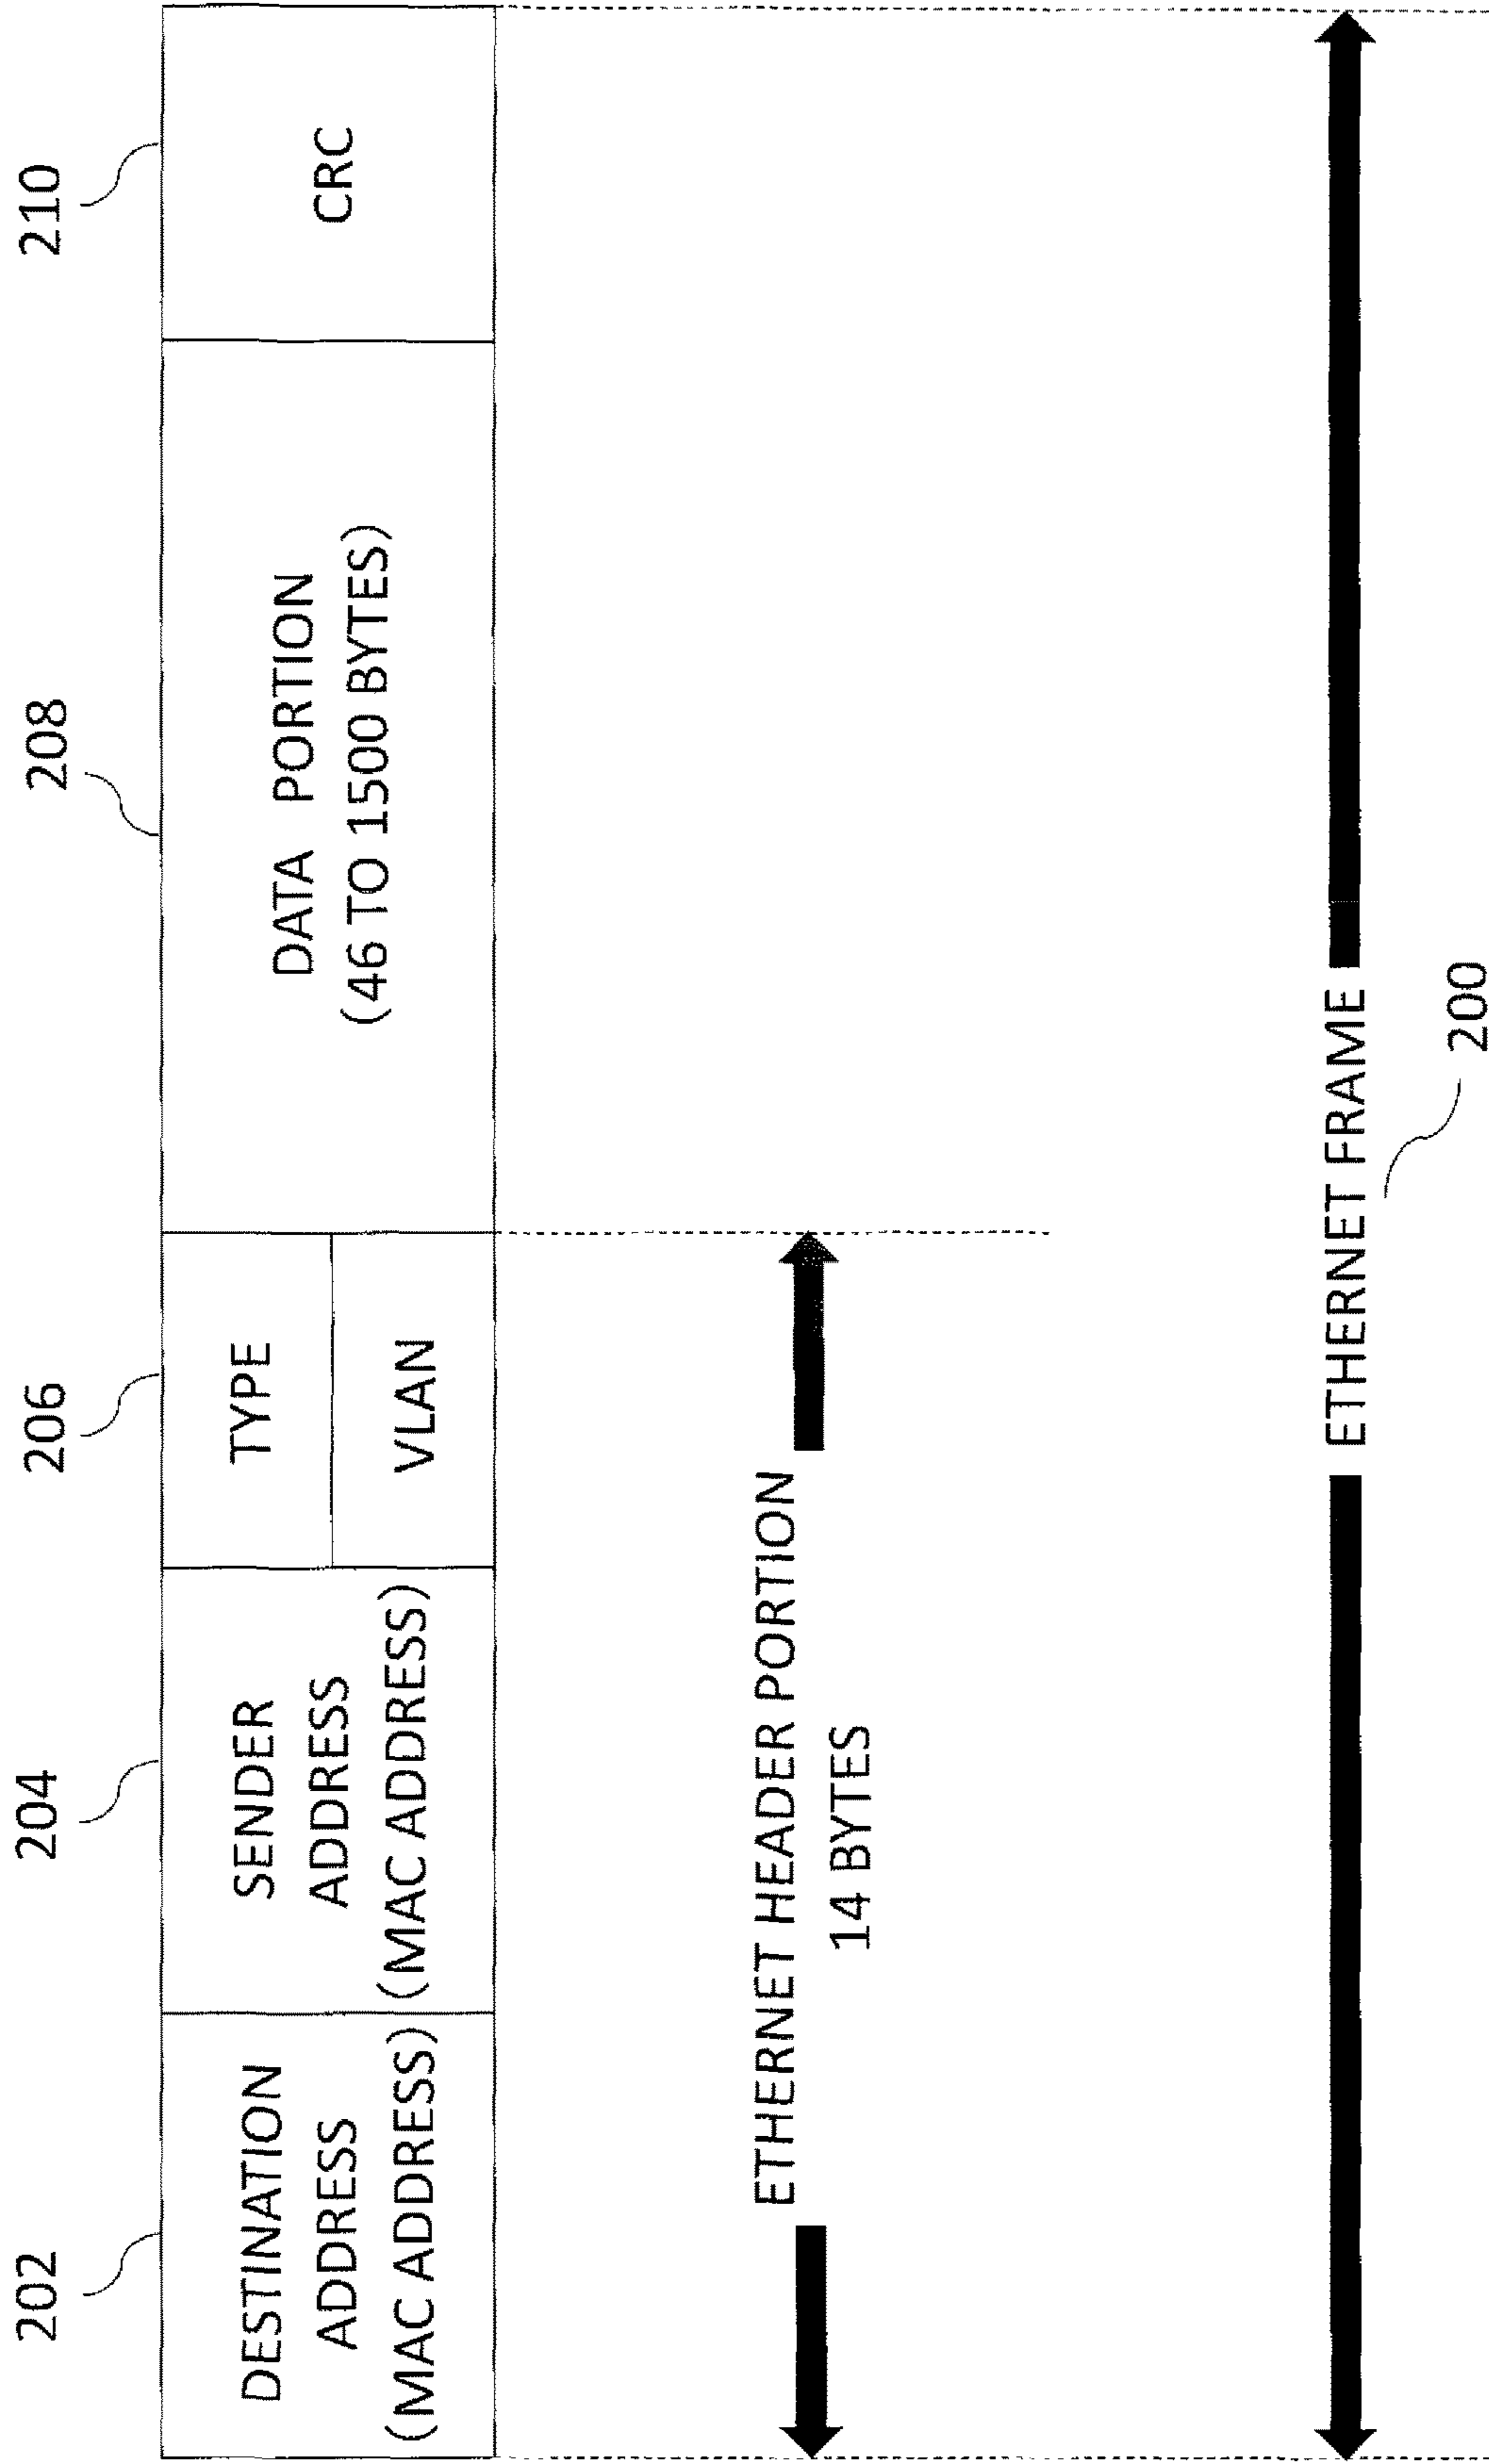 202
204
206
208
210
DESTINATION
ADDRESS
(MAC ADDRESS)
SENDER
ADDRESS
(MAC ADDRESS)
TYPE
VLAN
DATA PORTION
(46 TO 1500 BYTES)
CRC
ETHERNET HEADER PORTION
14 BYTES
ETHERNET FRAME
200